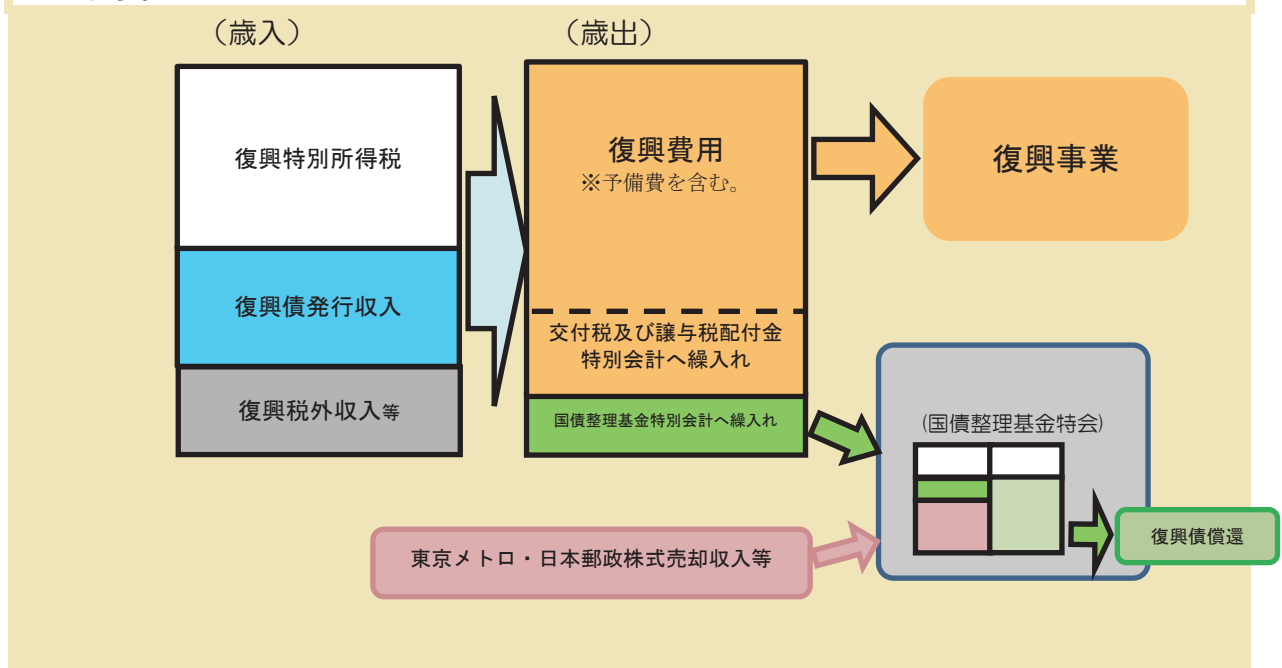 （歳入）
（歳出）
復興特別所得税
復興債発行収入
復興税外収入等
復興費用
※予備費を含む。
交付税及び譲与税配付金
特別会計へ繰入れ
国債整理基金特別会計へ繰入れ
復興事業
(国債整理基金特会)
東京メトロ・日本郵政株式売却収入等
復興債償還